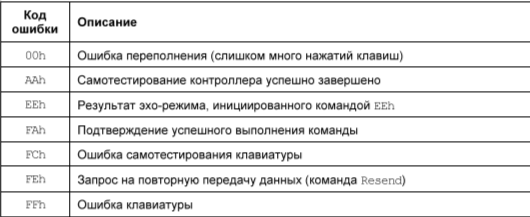 Код
ошибки
Описание
00h Ошибка переполнения (слишком много нажатий клавиш)
AAh Самотестирование контроллера успешно завершено
EEh Результат эхо-режима, инициированного командой EEh
FAh Подтверждение успешного выполнения команды
FCh Ошибка самотестирования клавиатуры
FEh Запрос на повторную передачу данных (команда Resend)
FFh Ошибка клавиатуры